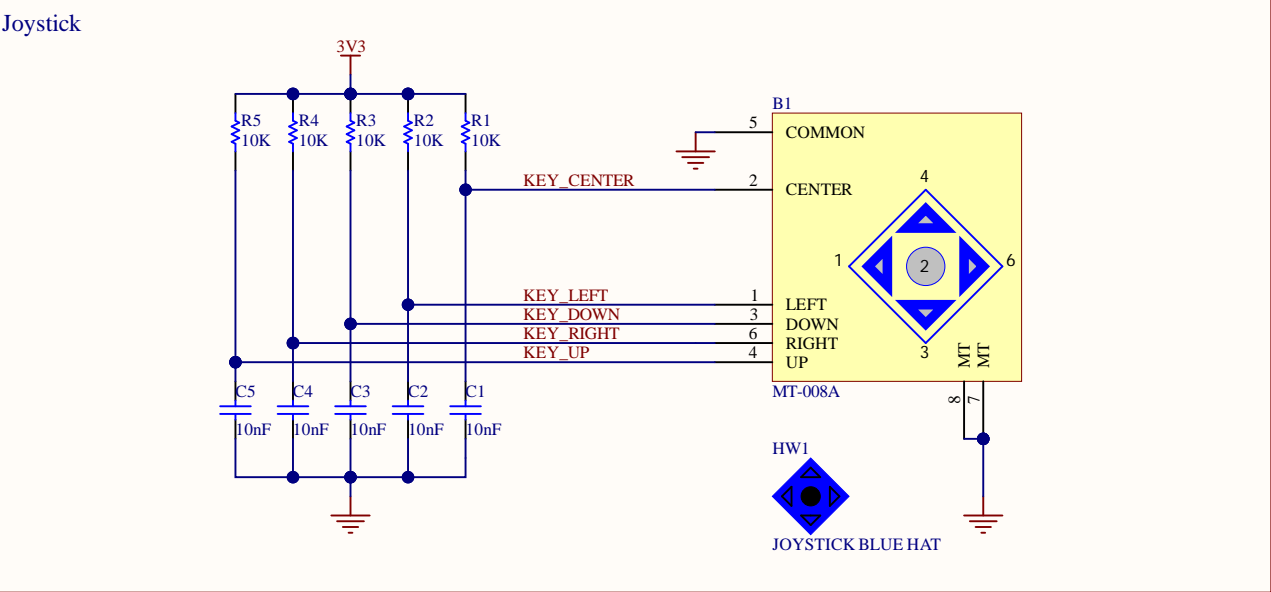 Joystick
3V3
R5
10K
R4
10K
R3
10K
R2
10K
R1
10K
B1
5
COMMON
KEY_CENTER
2
CENTER
4
1
2
6
3
KEY_LEFT
1
LEFT
KEY_DOWN
3
DOWN
KEY_RIGHT
6
RIGHT
KEY_UP
4
UP
MT
MT
8
7
MT-008A
C5
10nF
C4
10nF
C3
10nF
C2
10nF
C1
10nF
HW1
JOYSTICK BLUE HAT